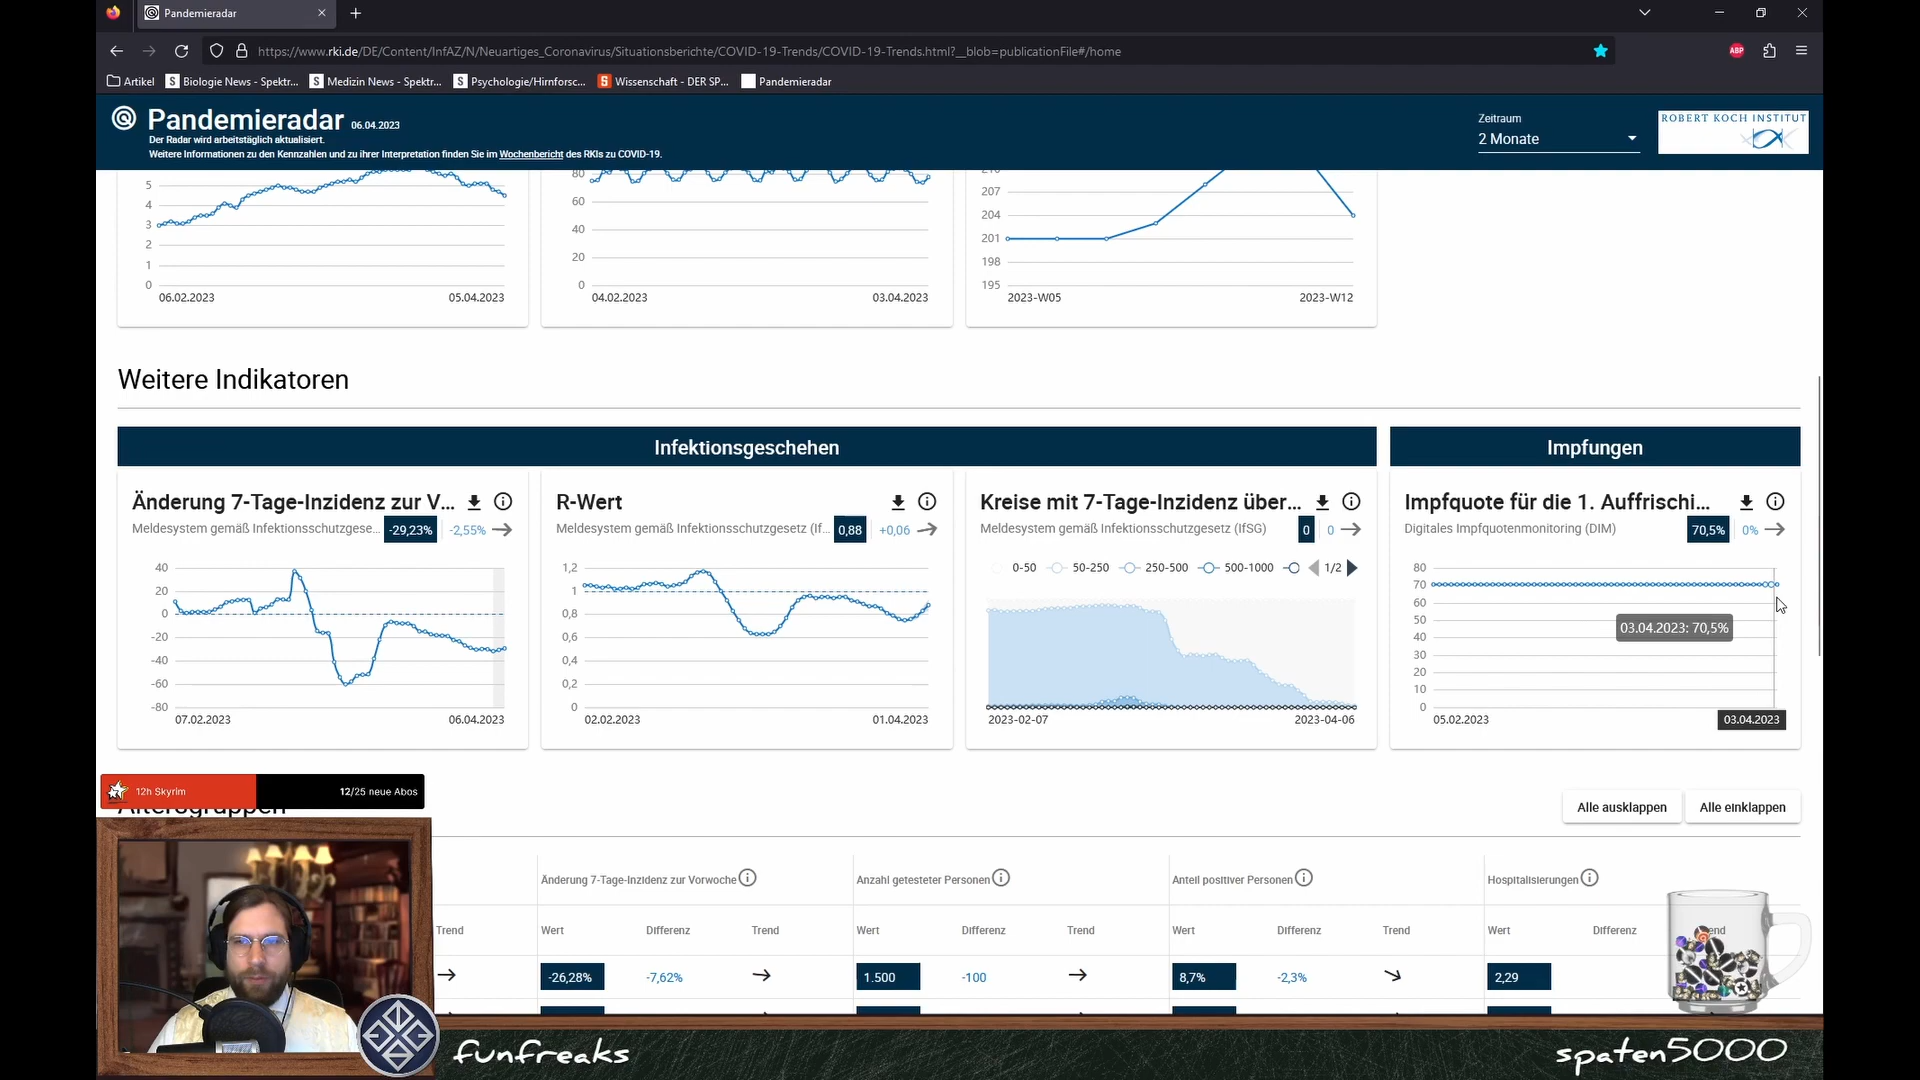 Pandemieradar
https://www.rki.de/DE/Content/InfAZ/N/Neuartiges_Coronavirus/Situationsberichte/COVID-19-Trends/COVID-19-Trends.html?__blob=publicationFile#/home
ABP
Artikel
Biologie News - Spektr...
Medizin News - Spektr...
Psychologie/Hirnforsc...
Wissenschaft - DER SP...
Pandemieradar
Pandemieradar 06.04.2023
Der Radar wird arbeitstäglich aktualisiert.
Weitere Informationen zu den Kennzahlen und zu ihrer Interpretation finden Sie im Wochenbericht des RKIs zu COVID-19.
Zeitraum
2 Monate
ROBERT KOCH INSTITUT
5
4
3
2
1
0
06.02.2023 05.04.2023
80
60
40
20
0
04.02.2023 03.04.2023
207
204
201
198
195
2023-W05 2023-W12
Weitere Indikatoren
Infektionsgeschehen
Impfungen
Änderung 7-Tage-Inzidenz zur V...
Meldesystem gemäß Infektionsschutzgese... -29,23% -2,55%
40
20
0
-20
-40
-60
-80
07.02.2023 06.04.2023
R-Wert
Meldesystem gemäß Infektionsschutzgesetz (If... 0,88 +0,06
1,2
1
0,8
0,6
0,4
0,2
0
02.02.2023 01.04.2023
Kreise mit 7-Tage-Inzidenz über...
Meldesystem gemäß Infektionsschutzgesetz (IfSG) 0 0
0-50 50-250 250-500 500-1000 1/2
2023-02-07 2023-04-06
Impfquote für die 1. Auffrischi...
Digitales Impfquotenmonitoring (DIM) 70,5% 0%
80
70
60
50
40
30
20
10
0
03.04.2023: 70,5%
05.02.2023 03.04.2023
12h Skyrim 12/25 neue Abos
Altersgruppen
Alle ausklappen Alle einklappen
Änderung 7-Tage-Inzidenz zur Vorwoche Anzahl getesteter Personen Anteil positiver Personen Hospitalisierungen
Trend Wert Differenz Trend Wert Differenz Trend Wert Differenz Trend Wert Differenz
-26,28% -7,62% 1.500 -100 8,7% -2,3% 2,29
funfreaks
spaten5000